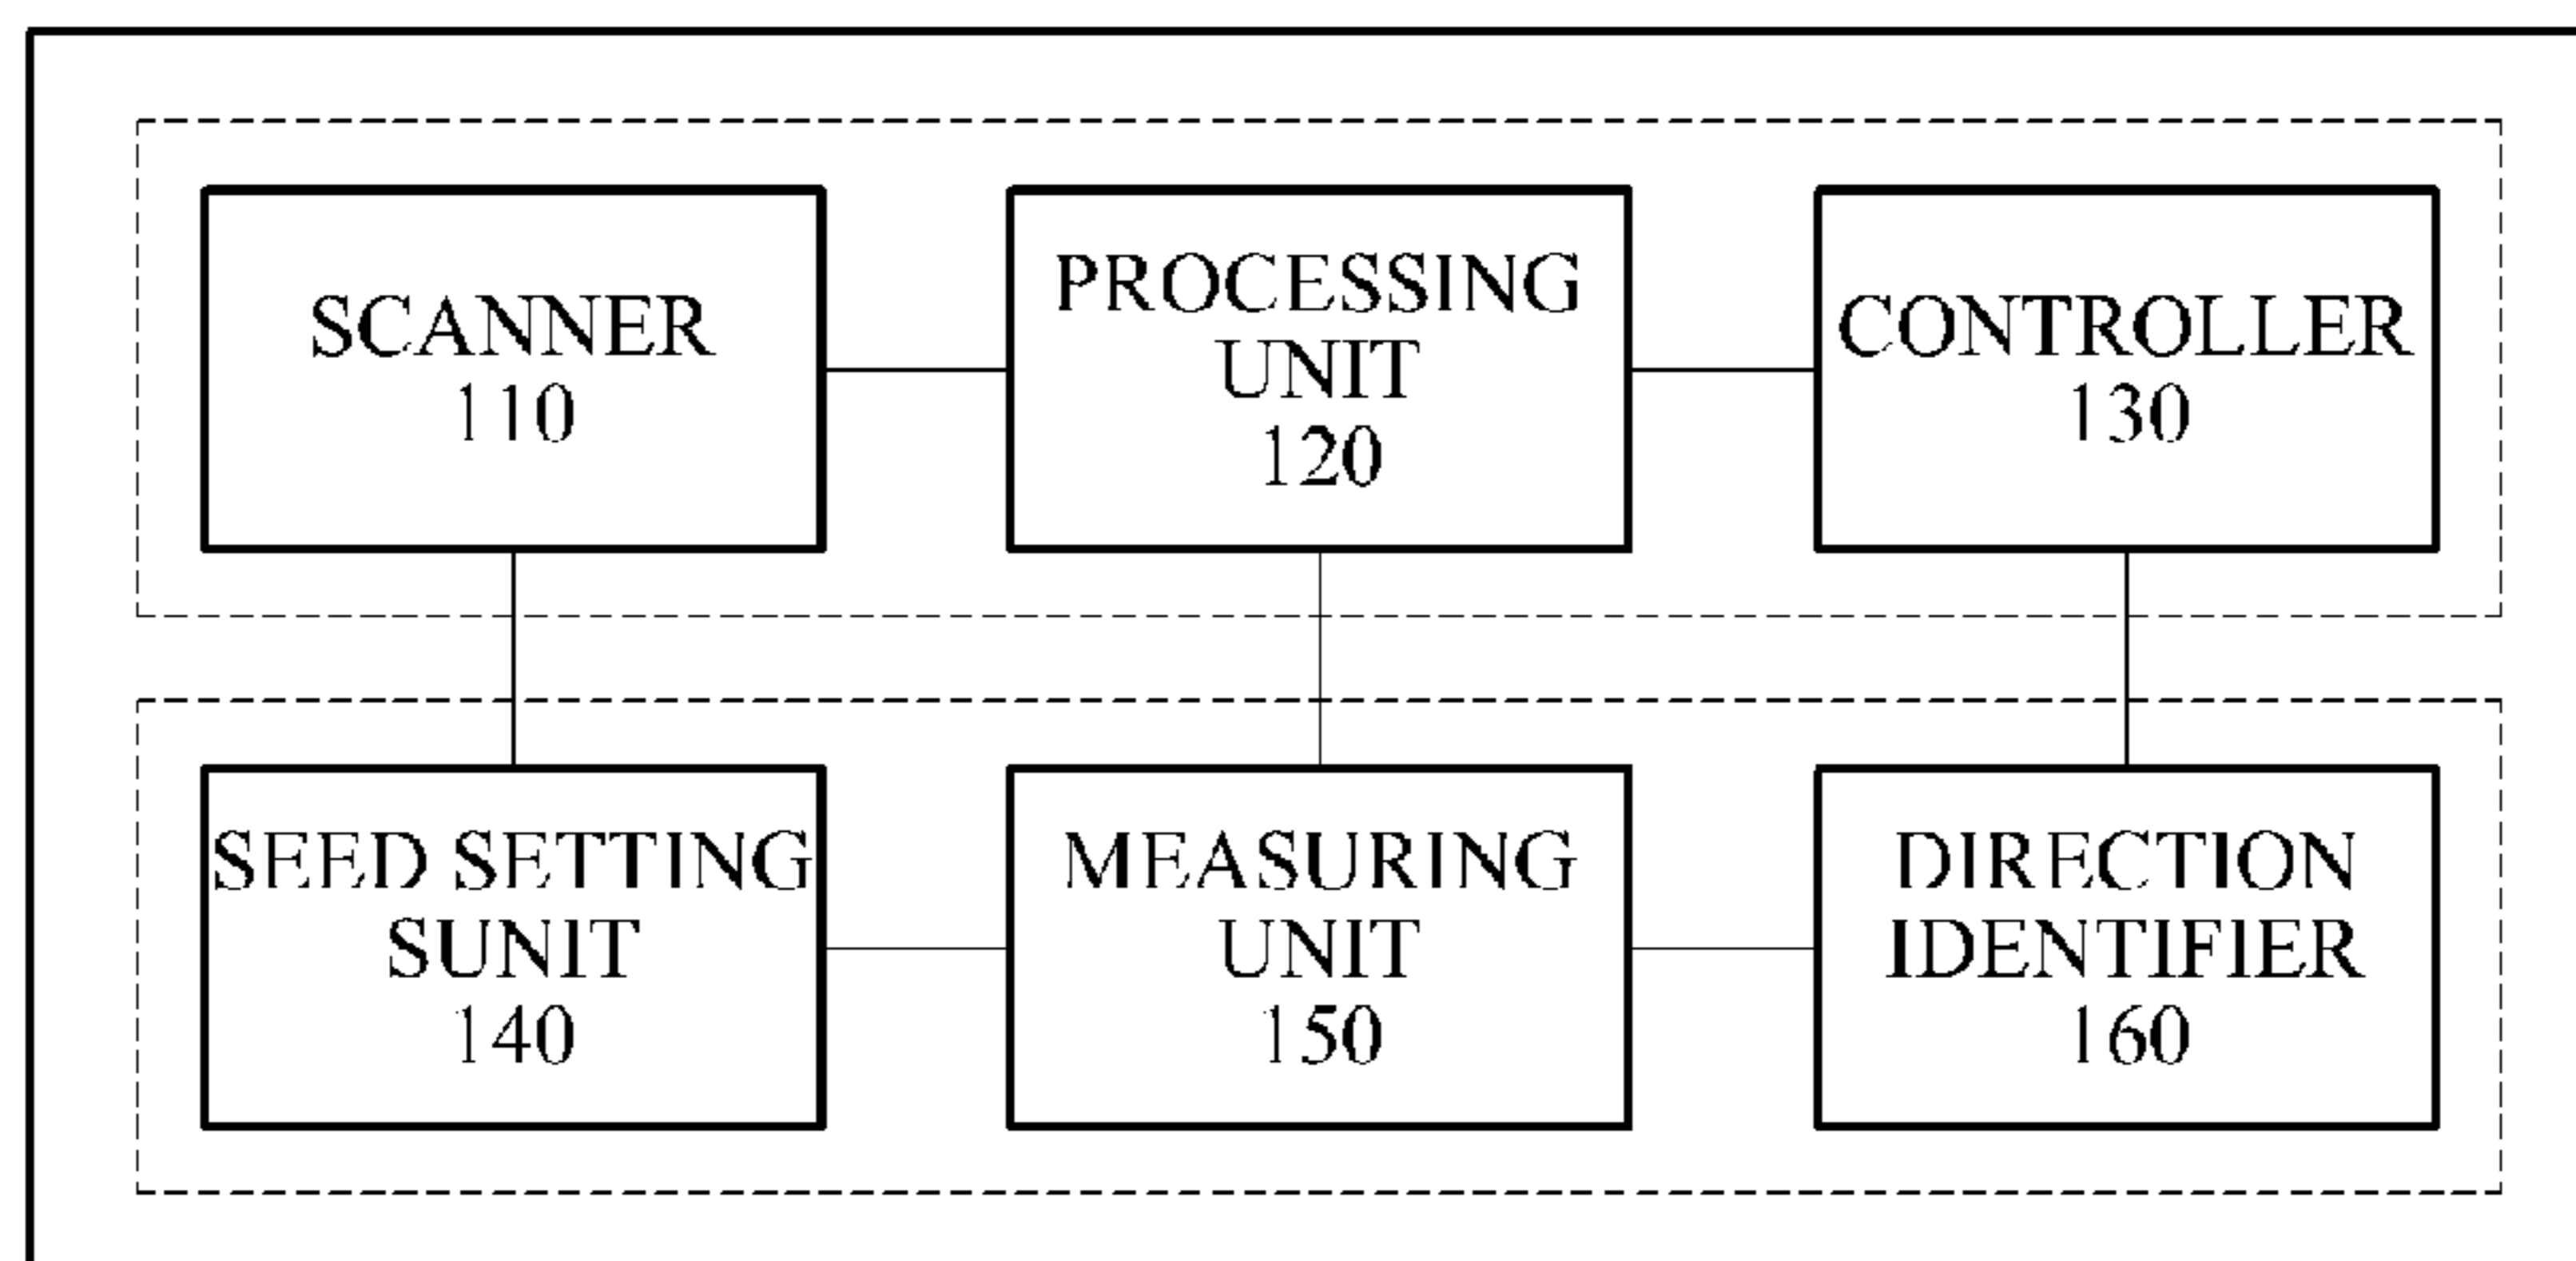 SCANNER
110
PROCESSING
UNIT
120
CONTROLLER
130
SEED SETTING
SUNIT
140
MEASURING
UNIT
150
DIRECTION
IDENTIFIER
160